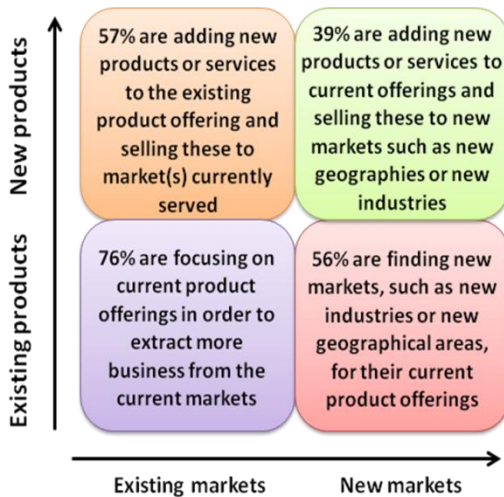 New products
57% are adding new
products or services
to the existing
product offering and
selling these to
market(s) currently
served
39% are adding new
products or services to
current offerings and
selling these to new
markets such as new
geographies or new
industries
Existing products
76% are focusing on
current product
offerings in order to
extract more
business from the
current markets
56% are finding new
markets, such as new
industries or new
geographical areas,
for their current
product offerings
Existing markets
New markets